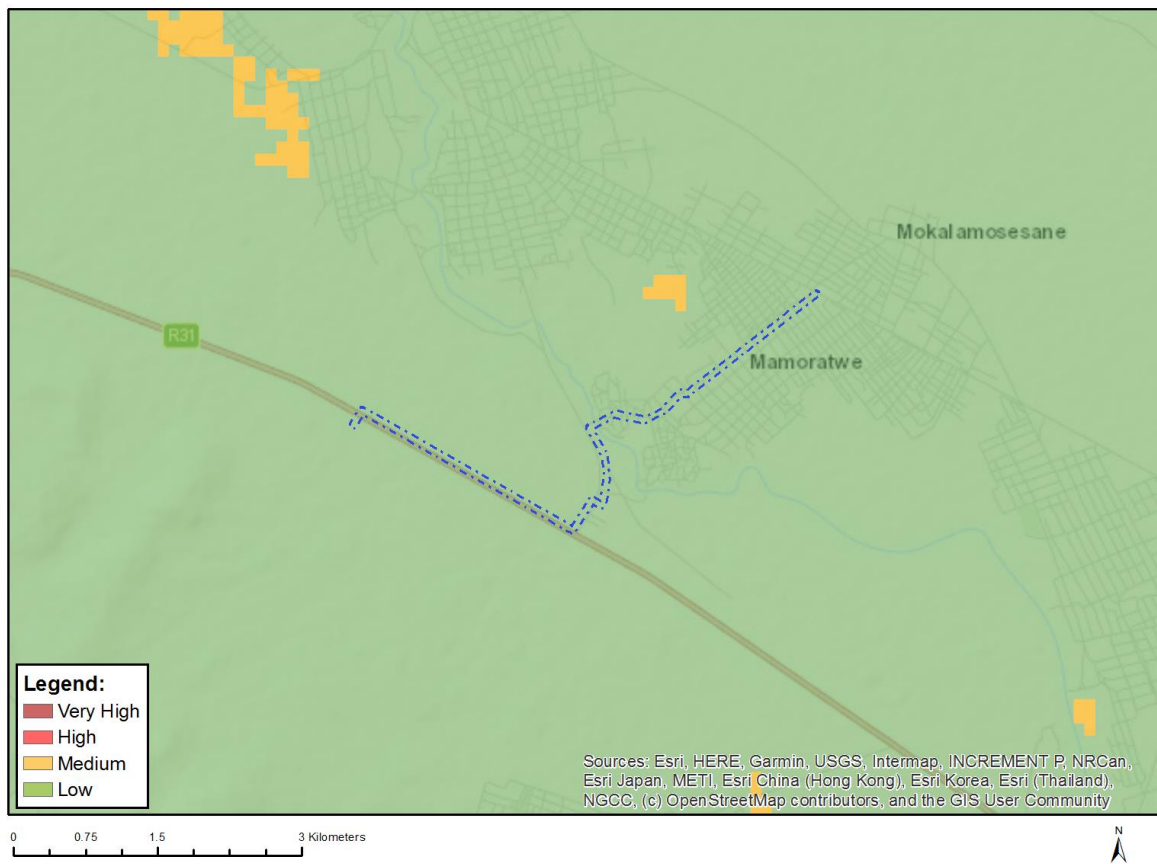 Mokalamosesane
R31
Mamoratwe
Legend:
Very High
High
Medium
Low
Sources: Esri, HERE, Garmin, USGS, Intermap, INCREMENT P, NRCan,
Esri Japan, METI, Esri China (Hong Kong), Esri Korea, Esri (Thailand),
NGCC, (c) OpenStreetMap contributors, and the GIS User Community
0 0.75 1.5 3 Kilometers
N